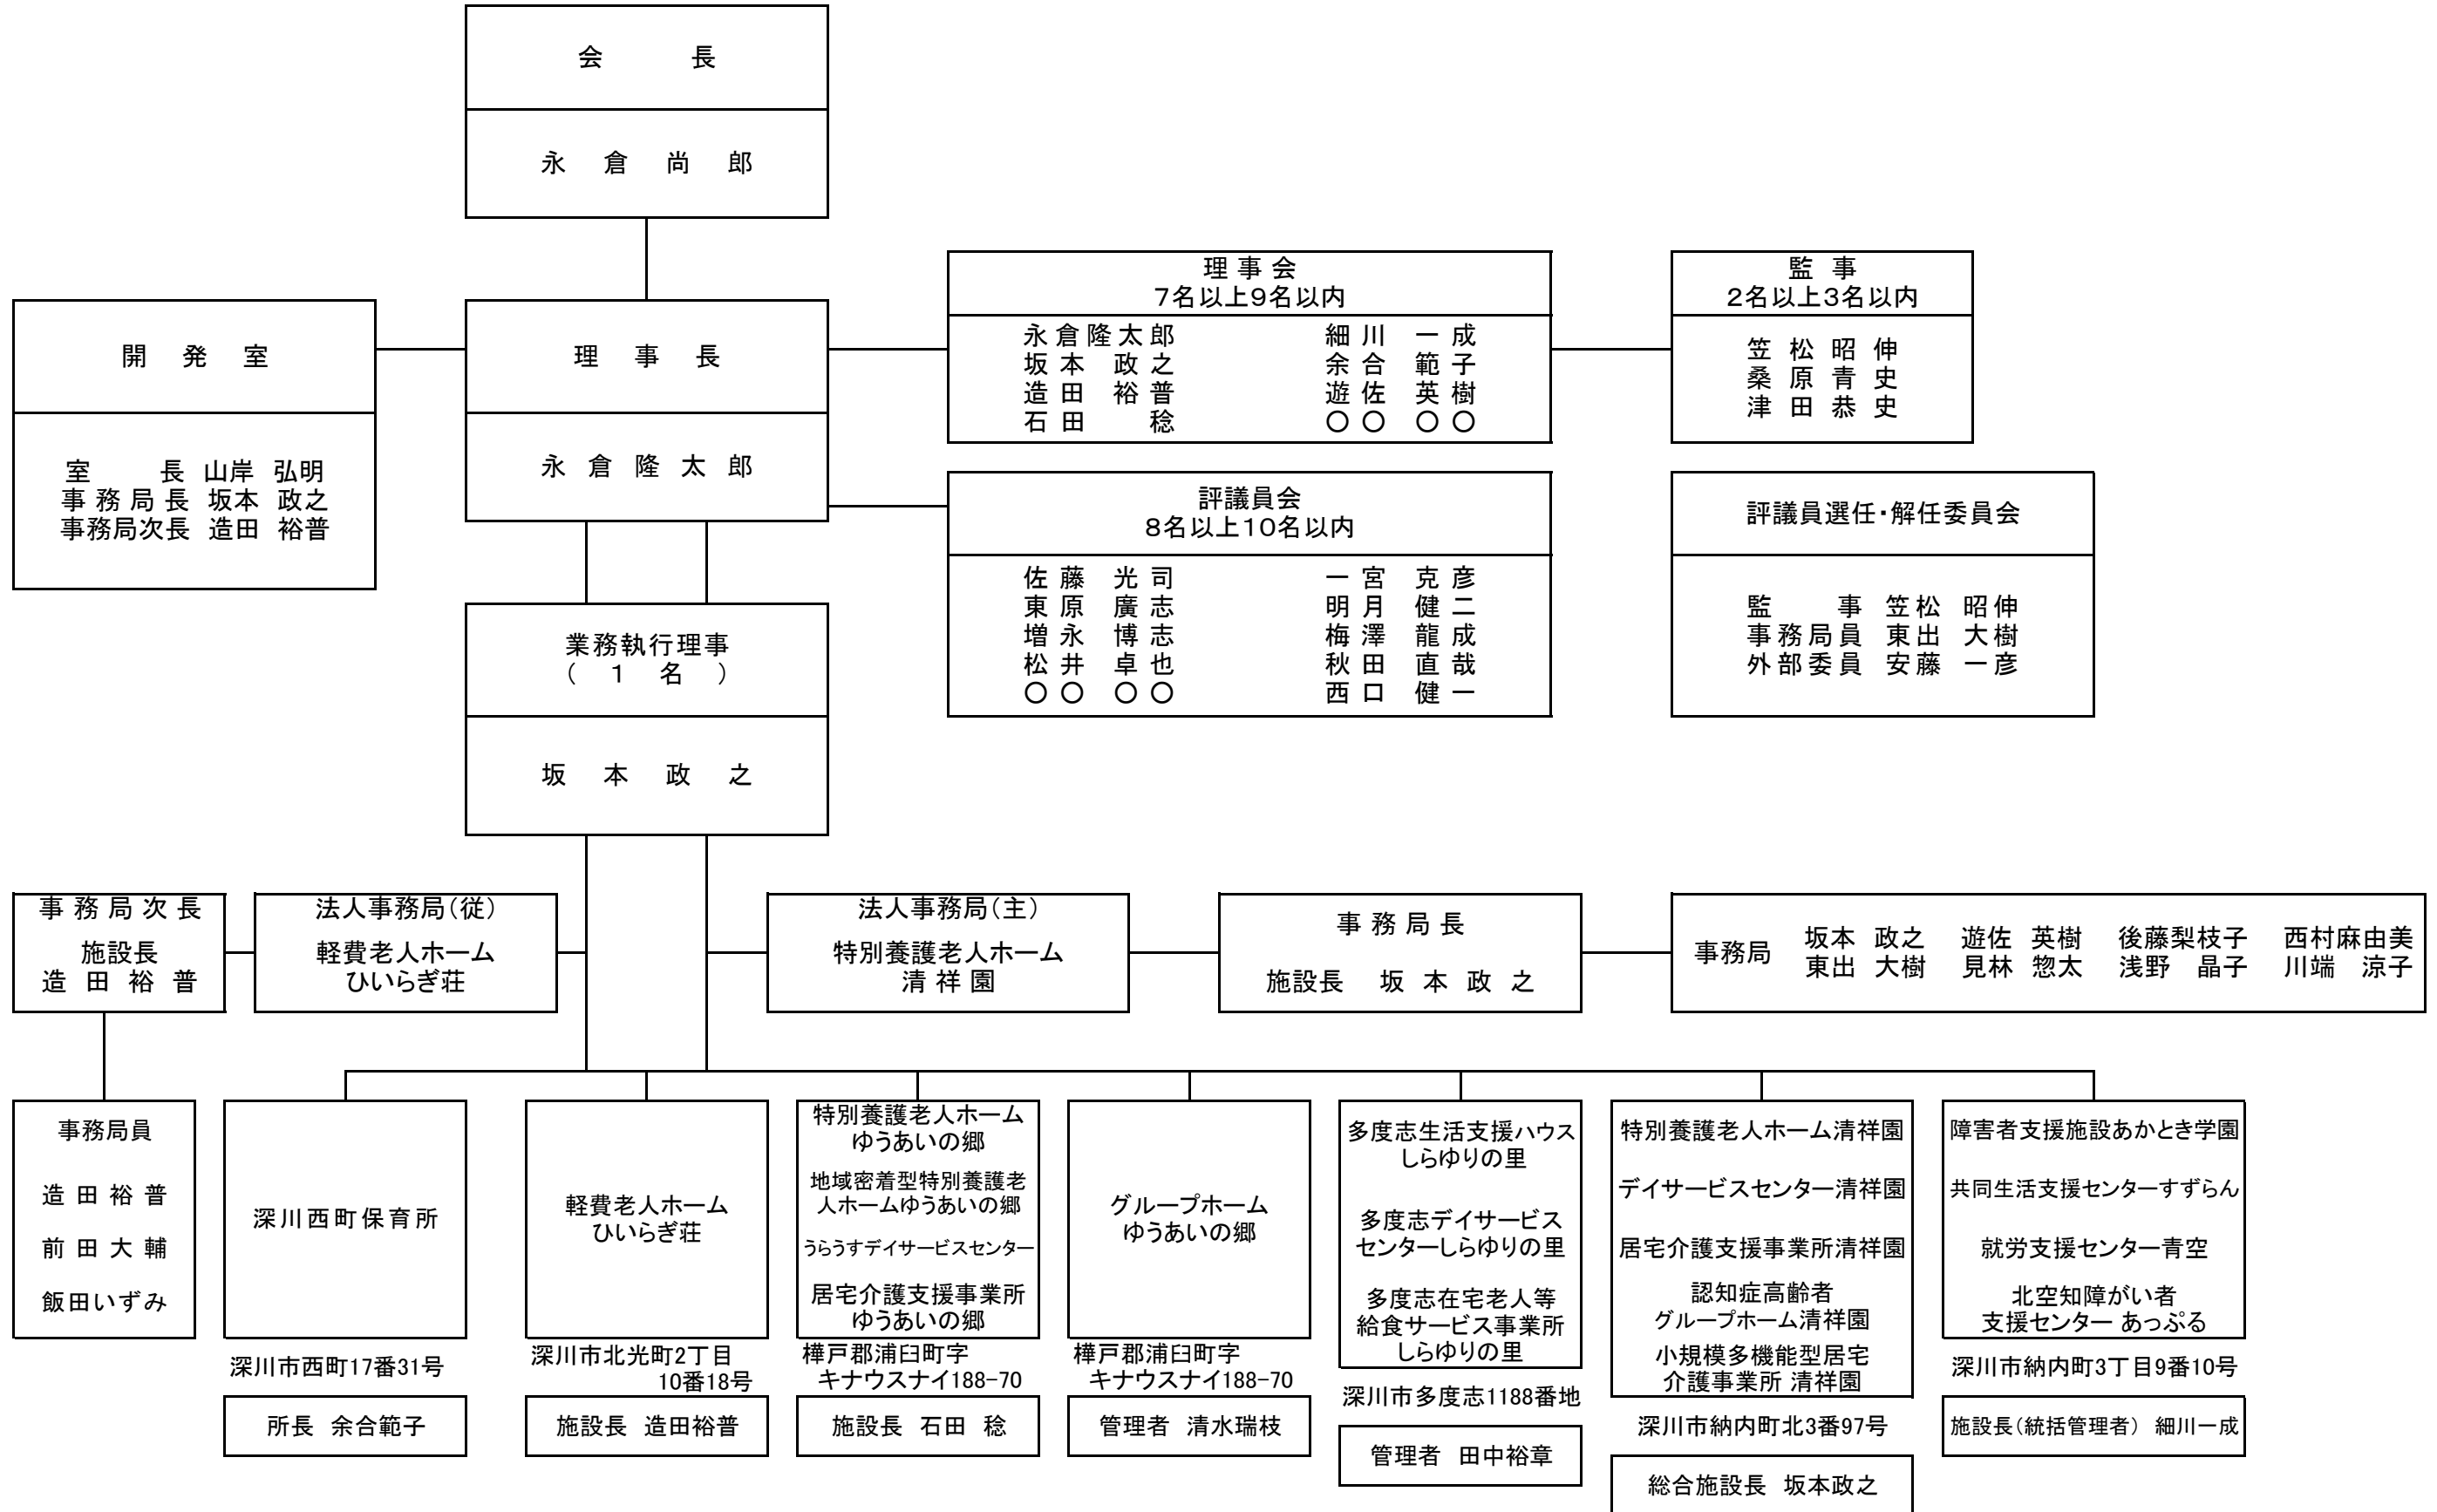 会　　長
永　倉　尚　郎
開　発　室
室　　長 山岸 弘明
事務局長 坂本 政之
事務局次長 造田 裕普
理　事　長
永 倉 隆 太 郎
理 事 会
7名以上9名以内
永倉隆太郎　細川 一成
坂本 政之　余合 範子
造田 裕普　遊佐 英樹
石田 稔　〇〇 〇〇
監　事
2名以上3名以内
笠松昭伸
桑原青史
津田恭史
評議員会
8名以上10名以内
佐藤 光司　一宮 克彦
東原 廣志　明月 健二
増永 博志　梅澤 龍成
松井 卓也　秋田 直哉
〇〇 〇〇　西口 健一
評議員選任・解任委員会
監　　事 笠松 昭伸
事務局員 東出 大樹
外部委員 安藤 一彦
業務執行理事
（　1　名　）
坂　本　政　之
事務局次長
施設長
造 田 裕 普
法人事務局（従）
軽費老人ホーム
ひいらぎ荘
法人事務局（主）
特別養護老人ホーム
清 祥 園
事 務 局 長
施設長　坂 本 政 之
事務局　坂本 政之　遊佐 英樹　後藤梨枝子　西村麻由美
東出 大樹　見林 惣太　浅野 晶子　川端 涼子
事務局員
造 田 裕 普
前 田 大 輔
飯田いずみ
深川西町保育所
深川市西町17番31号
所長　余合範子
軽費老人ホーム
ひいらぎ荘
深川市北光町2丁目
10番18号
施設長　造田裕普
特別養護老人ホーム
ゆうあいの郷
地域密着型特別養護老
人ホームゆうあいの郷
うらうすデイサービスセンター
居宅介護支援事業所
ゆうあいの郷
樺戸郡浦臼町字
キナウスナイ188-70
施設長　石田　稔
グループホーム
ゆうあいの郷
樺戸郡浦臼町字
キナウスナイ188-70
管理者　清水瑞枝
多度志生活支援ハウス
しらゆりの里
多度志デイサービス
センターしらゆりの里
多度志在宅老人等
給食サービス事業所
しらゆりの里
深川市多度志1188番地
管理者　田中裕章
特別養護老人ホーム清祥園
デイサービスセンター清祥園
居宅介護支援事業所清祥園
認知症高齢者
グループホーム清祥園
小規模多機能型居宅
介護事業所 清祥園
深川市納内町北3番97号
総合施設長　坂本政之
障害者支援施設あかとき学園
共同生活支援センターすずらん
就労支援センター青空
北空知障がい者
支援センター あっぷる
深川市納内町3丁目9番10号
施設長（統括管理者）　細川一成